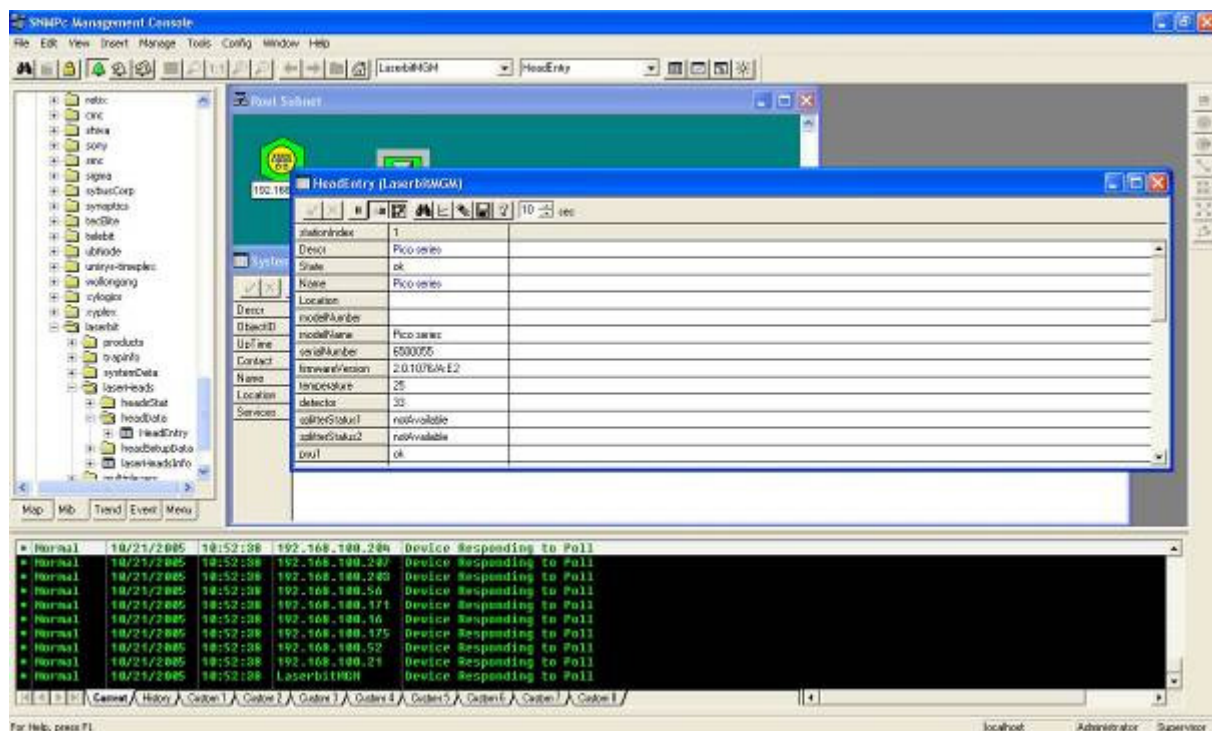 SNMPc Management Console
File Edit View Insert Manage Tools Config Window Help
LaserbitMGM HeadEntry
netix
cmc
shiva
sony
sigma
sytusCorp
synoptics
tecElite
telebit
ubnode
unisys-timeplex
wollongong
xylogics
xyplex
laserbit
products
trapinfo
systemData
laserHeads
headsStat
headData
HeadEntry
headSetupData
laserHeadsInfo
Map Mib Trend Event Menu
Root Subnet
192.168
System
Descr
ObjectID
UpTime
Contact
Name
Location
Services
HeadEntry (LaserbitMGM)
10 sec
stationIndex 1
Descr Pico series
State ok
Name Pico series
Location
modelNumber
modelName Pico series
serialNumber 6500055
firmwareVersion 2.0.1076/A:E2
temperature 25
detector 33
splitterStatus1 notAvailable
splitterStatus2 notAvailable
psu1 ok
Normal 10/21/2005 10:52:38 192.168.100.204 Device Responding to Poll
Normal 10/21/2005 10:52:38 192.168.100.207 Device Responding to Poll
Normal 10/21/2005 10:52:38 192.168.100.203 Device Responding to Poll
Normal 10/21/2005 10:52:38 192.168.100.56 Device Responding to Poll
Normal 10/21/2005 10:52:38 192.168.100.171 Device Responding to Poll
Normal 10/21/2005 10:52:38 192.168.100.16 Device Responding to Poll
Normal 10/21/2005 10:52:38 192.168.100.175 Device Responding to Poll
Normal 10/21/2005 10:52:38 192.168.100.52 Device Responding to Poll
Normal 10/21/2005 10:52:38 192.168.100.21 Device Responding to Poll
Normal 10/21/2005 10:52:38 LaserbitMGM Device Responding to Poll
Current History Custom 1 Custom 2 Custom 3 Custom 4 Custom 5 Custom 6 Custom 7 Custom 8
For Help, press F1 localhost Administrator Supervisor